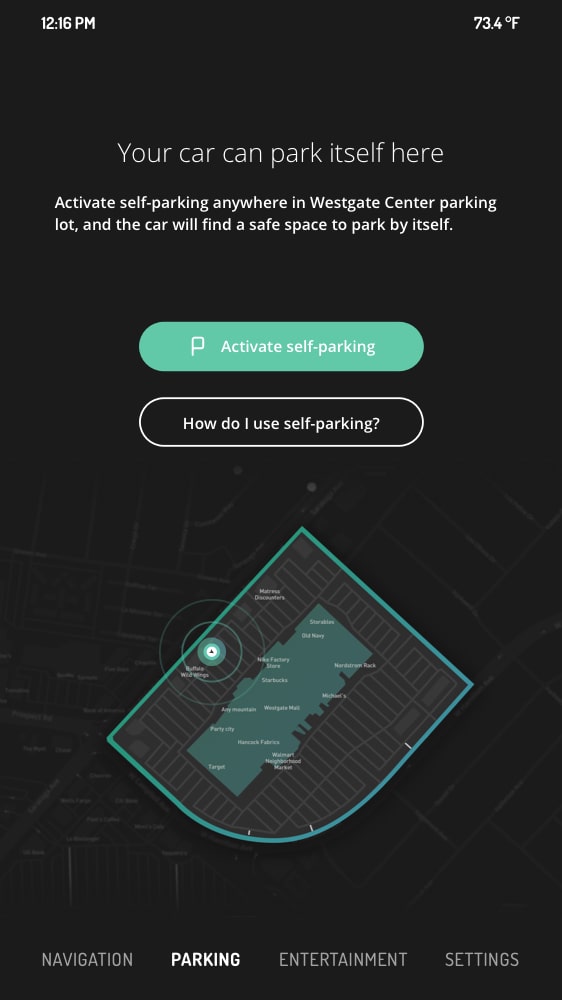 12:16 PM
73.4 °F
Your car can park itself here
Activate self-parking anywhere in Westgate Center parking
lot, and the car will find a safe space to park by itself.
Activate self-parking
How do I use self-parking?
Matress
Discounters
Storables
Old Navy
Nike Factory
Store
Nordstrom Rack
Buffalo
Wild Wings
Starbucks
Michael's
Any mountain
Westgate Mall
Party city
Hancock Fabrics
Walmart
Neighborhood
Market
Target
NAVIGATION
PARKING
ENTERTAINMENT
SETTINGS